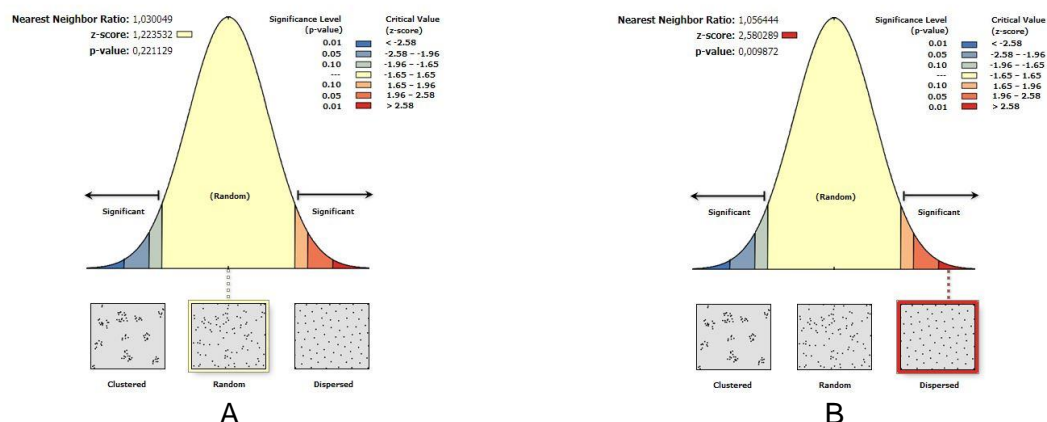 Nearest Neighbor Ratio: 1,030049
z-score: 1,223532
p-value: 0,221129
Significance Level (p-value)
Critical Value (z-score)
0.01 < -2.58
0.05 -2.58 – -1.96
0.10 -1.96 – -1.65
--- -1.65 – 1.65
0.10 1.65 – 1.96
0.05 1.96 – 2.58
0.01 > 2.58
(Random)
Significant
Significant
Clustered
Random
Dispersed
A
Nearest Neighbor Ratio: 1,056444
z-score: 2,580289
p-value: 0,009872
Significance Level (p-value)
Critical Value (z-score)
0.01 < -2.58
0.05 -2.58 – -1.96
0.10 -1.96 – -1.65
--- -1.65 – 1.65
0.10 1.65 – 1.96
0.05 1.96 – 2.58
0.01 > 2.58
(Random)
Significant
Significant
Clustered
Random
Dispersed
B